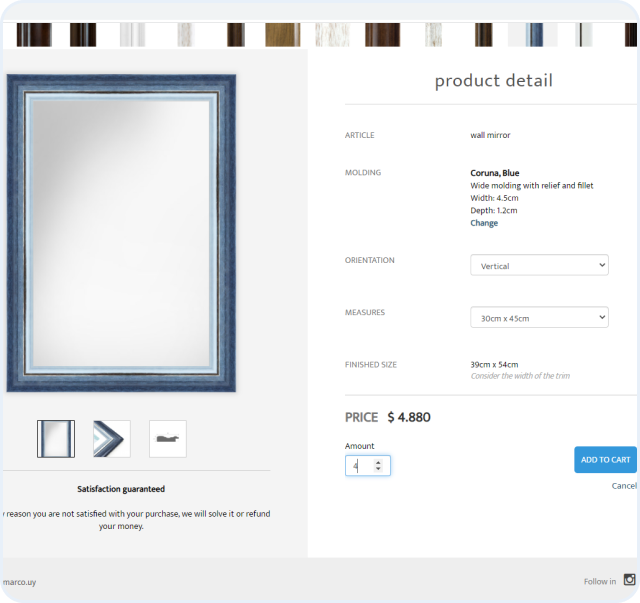 product detail
ARTICLE wall mirror
MOLDING Coruna, Blue
Wide molding with relief and fillet
Width: 4.5cm
Depth: 1.2cm
Change
ORIENTATION Vertical
MEASURES 30cm x 45cm
FINISHED SIZE 39cm x 54cm
Consider the width of the trim
PRICE $ 4.880
Amount
4
ADD TO CART
Cancel
Satisfaction guaranteed
reason you are not satisfied with your purchase, we will solve it or refund
your money.
marco.uy
Follow in